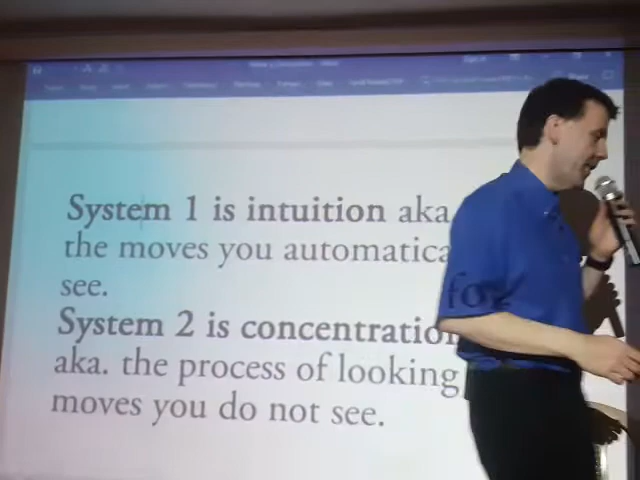 System 1 is intuition aka
the moves you automatica
see.
System 2 is concentration
aka. the process of looking for
moves you do not see.